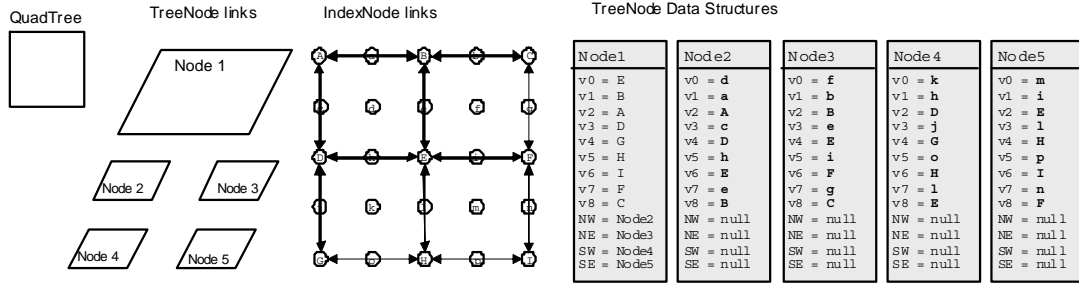 QuadTree
TreeNode links
IndexNode links
TreeNode Data Structures
Node 1
Node 2
Node 3
Node 4
Node 5
A a B b C
d f g
D E F
k m n
G H I
Node1
v0 = E
v1 = B
v2 = A
v3 = D
v4 = G
v5 = H
v6 = I
v7 = F
v8 = C
NW = Node2
NE = Node3
SW = Node4
SE = Node5
Node2
v0 = d
v1 = a
v2 = A
v3 = c
v4 = D
v5 = h
v6 = E
v7 = e
v8 = B
NW = null
NE = null
SW = null
SE = null
Node3
v0 = f
v1 = b
v2 = B
v3 = e
v4 = E
v5 = i
v6 = F
v7 = g
v8 = C
NW = null
NE = null
SW = null
SE = null
Node4
v0 = k
v1 = h
v2 = D
v3 = j
v4 = G
v5 = o
v6 = H
v7 = l
v8 = E
NW = null
NE = null
SW = null
SE = null
Node5
v0 = m
v1 = i
v2 = E
v3 = l
v4 = H
v5 = p
v6 = I
v7 = n
v8 = F
NW = null
NE = null
SW = null
SE = null